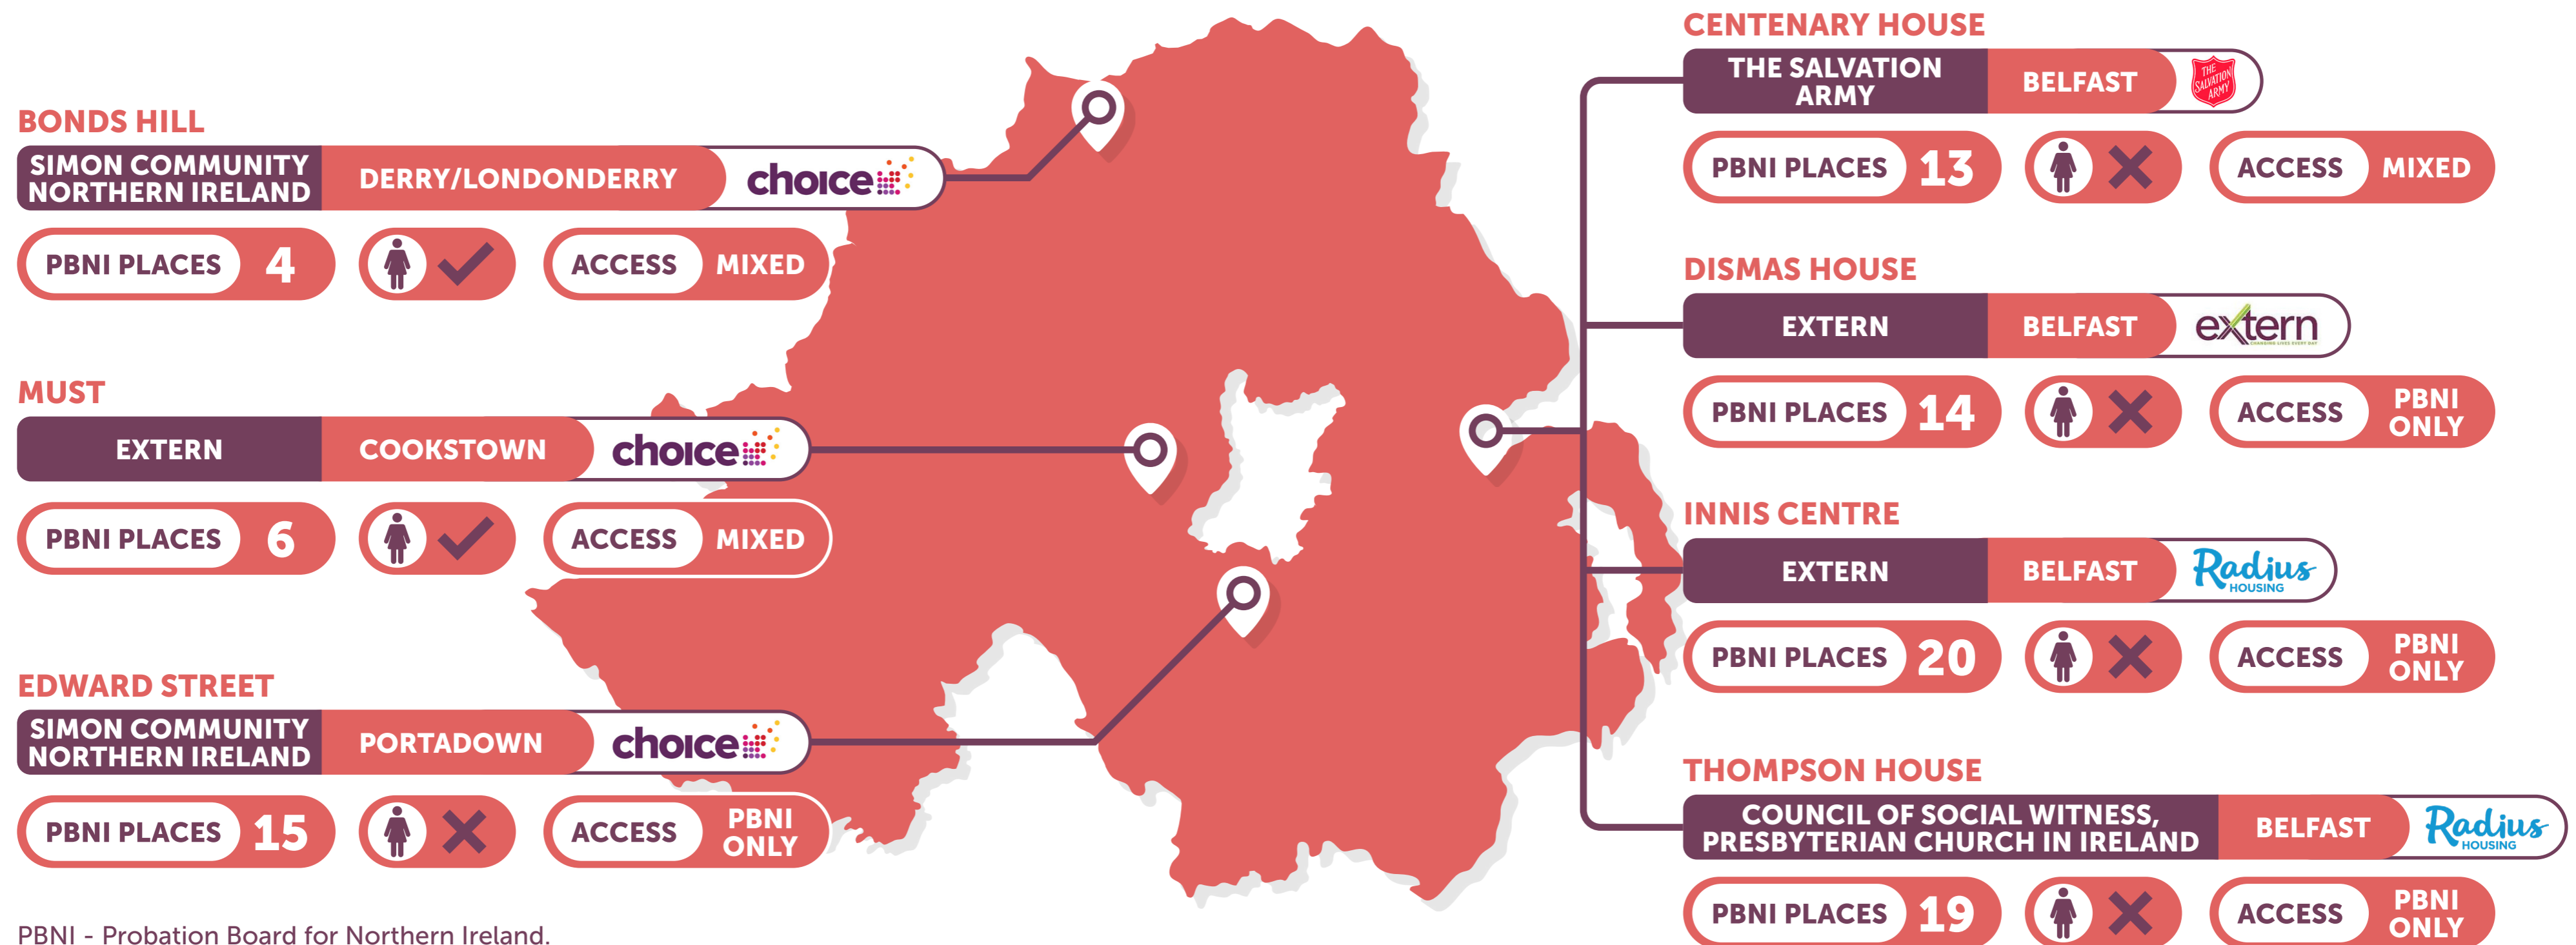 BONDS HILL
SIMON COMMUNITY
NORTHERN IRELAND
DERRY/LONDONDERRY
choice
PBNI PLACES 4
ACCESS MIXED
MUST
EXTERN
COOKSTOWN
choice
PBNI PLACES 6
ACCESS MIXED
EDWARD STREET
SIMON COMMUNITY
NORTHERN IRELAND
PORTADOWN
choice
PBNI PLACES 15
ACCESS
PBNI
ONLY
PBNI - Probation Board for Northern Ireland.
CENTENARY HOUSE
THE SALVATION
ARMY
BELFAST
THE
SALVATION
ARMY
PBNI PLACES 13
ACCESS MIXED
DISMAS HOUSE
EXTERN
BELFAST
extern
CHANGING LIVES EVERY DAY
PBNI PLACES 14
ACCESS
PBNI
ONLY
INNIS CENTRE
EXTERN
BELFAST
Radius
HOUSING
PBNI PLACES 20
ACCESS
PBNI
ONLY
THOMPSON HOUSE
COUNCIL OF SOCIAL WITNESS,
PRESBYTERIAN CHURCH IN IRELAND
BELFAST
Radius
HOUSING
PBNI PLACES 19
ACCESS
PBNI
ONLY